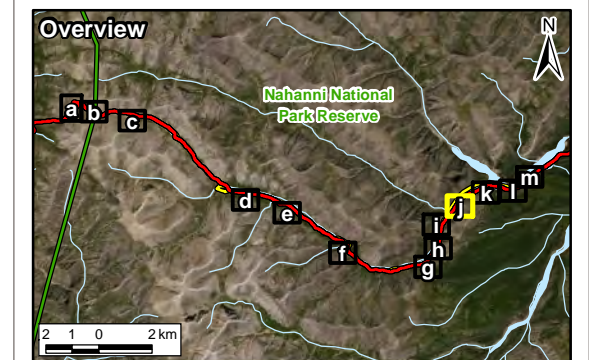 Overview
N
Nahanni National
Park Reserve
a
b
c
d
e
f
g
h
i
j
k
l
m
2 1 0 2 km